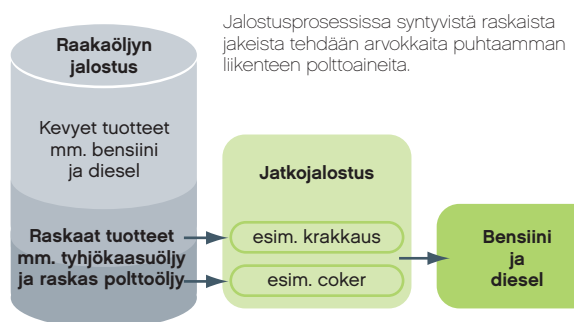 Jalostusprosessissa syntyvistä raskaista
jakeista tehdään arvokkaita puhtaamman
liikenteen polttoaineita.
Raakaöljyn
jalostus
Kevyet tuotteet
mm. bensiini
ja diesel
Raskaat tuotteet
mm. tyhjökaasuöljy
ja raskas polttoöljy
Jatkojalostus
esim. krakkaus
esim. coker
Bensiini
ja
diesel